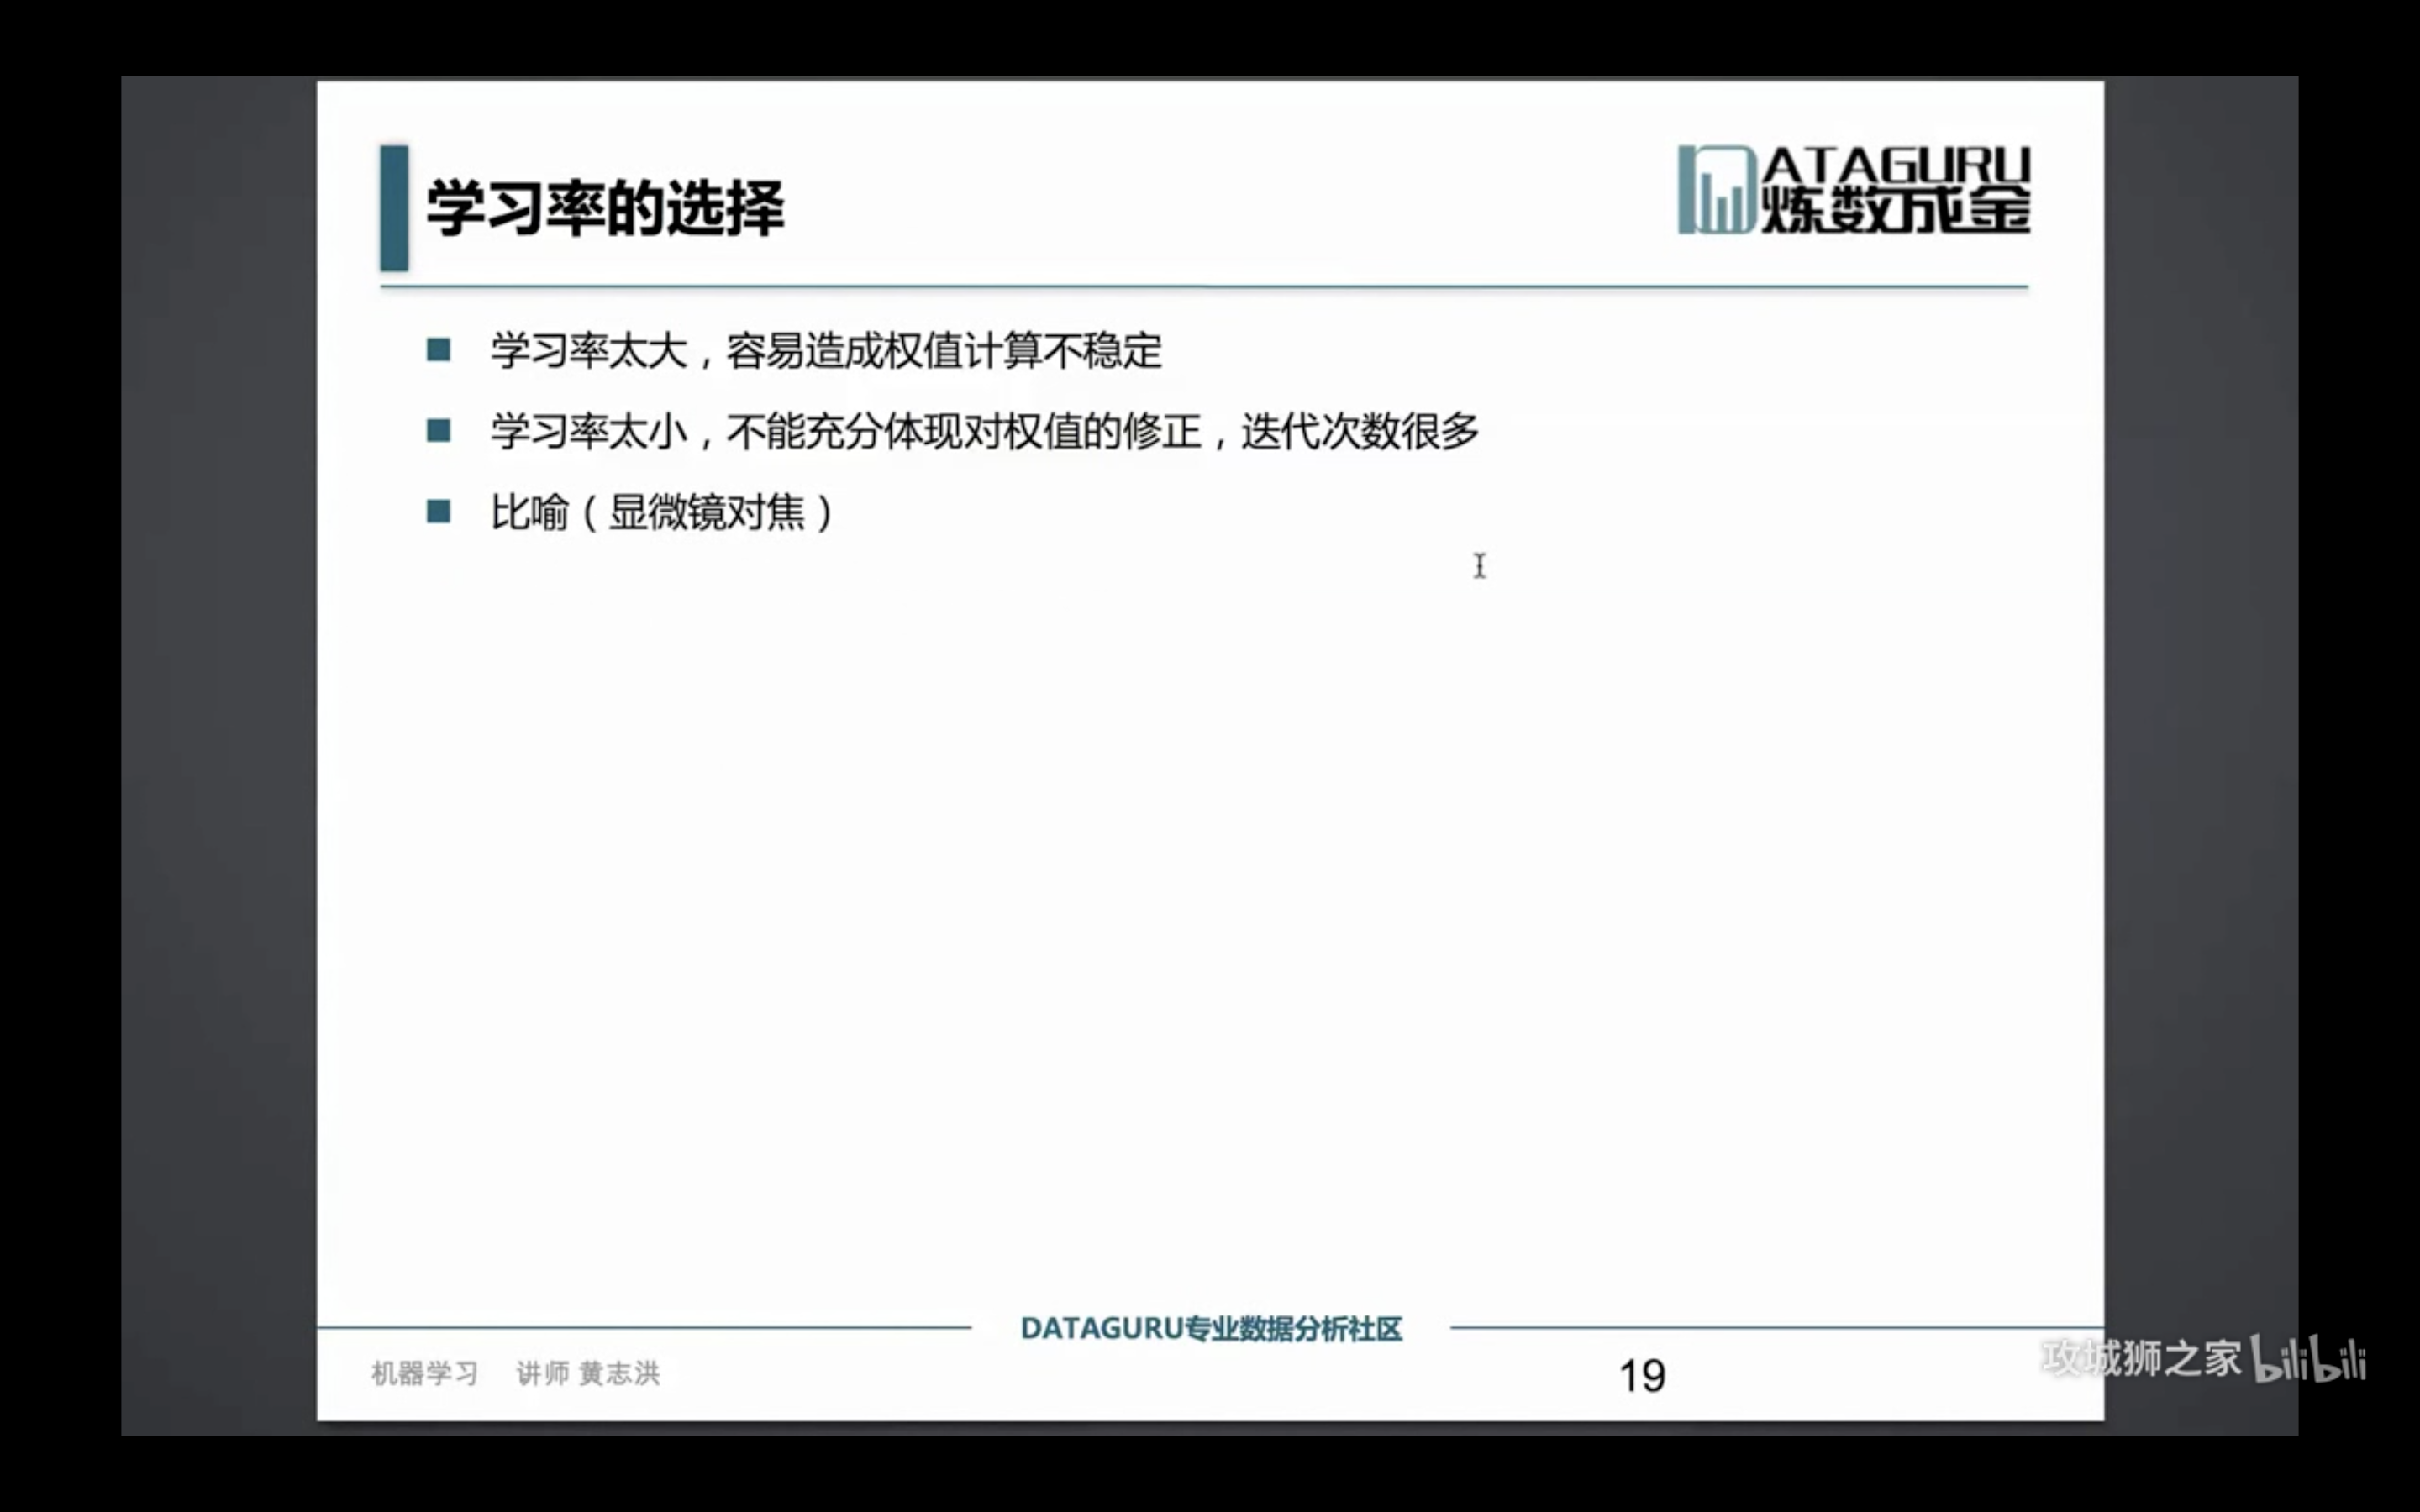 学习率的选择
ATAGURU
炼数成金
学习率太大，容易造成权值计算不稳定
学习率太小，不能充分体现对权值的修正，迭代次数很多
比喻（显微镜对焦）
DATAGURU专业数据分析社区
机器学习 讲师 黄志洪
19
攻城狮之家 bilibili